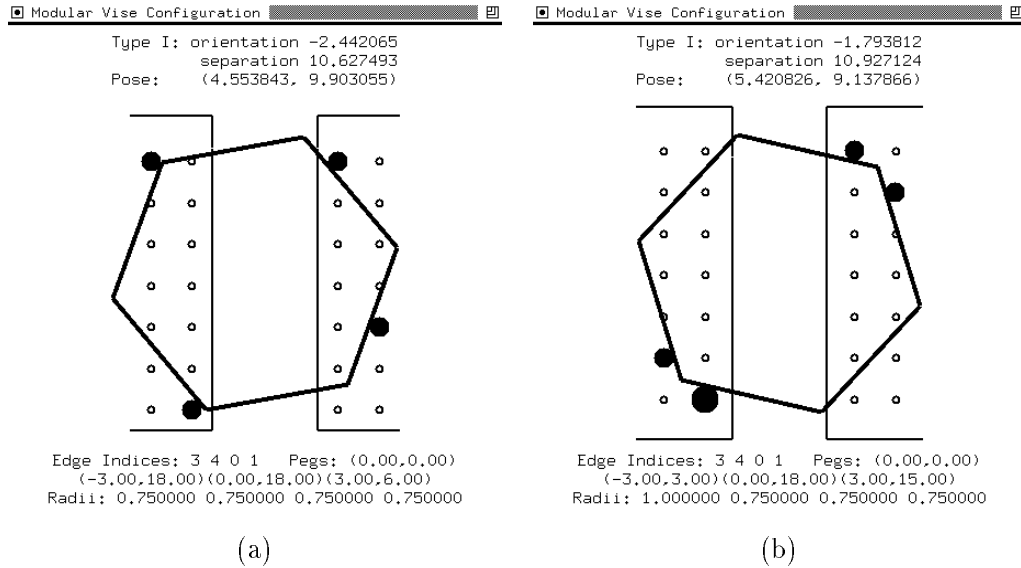 Modular Vise Configuration
Type I: orientation -2.442065
separation 10.627493
Pose: (4.553843, 9.903055)
Edge Indices: 3 4 0 1 Pegs: (0.00,0.00)
(-3.00,18.00)(0.00,18.00)(3.00,6.00)
Radii: 0.750000 0.750000 0.750000 0.750000
(a)
Modular Vise Configuration
Type I: orientation -1.793812
separation 10.927124
Pose: (5.420826, 9.137866)
Edge Indices: 3 4 0 1 Pegs: (0.00,0.00)
(-3.00,3.00)(0.00,18.00)(3.00,15.00)
Radii: 1.000000 0.750000 0.750000 0.750000
(b)